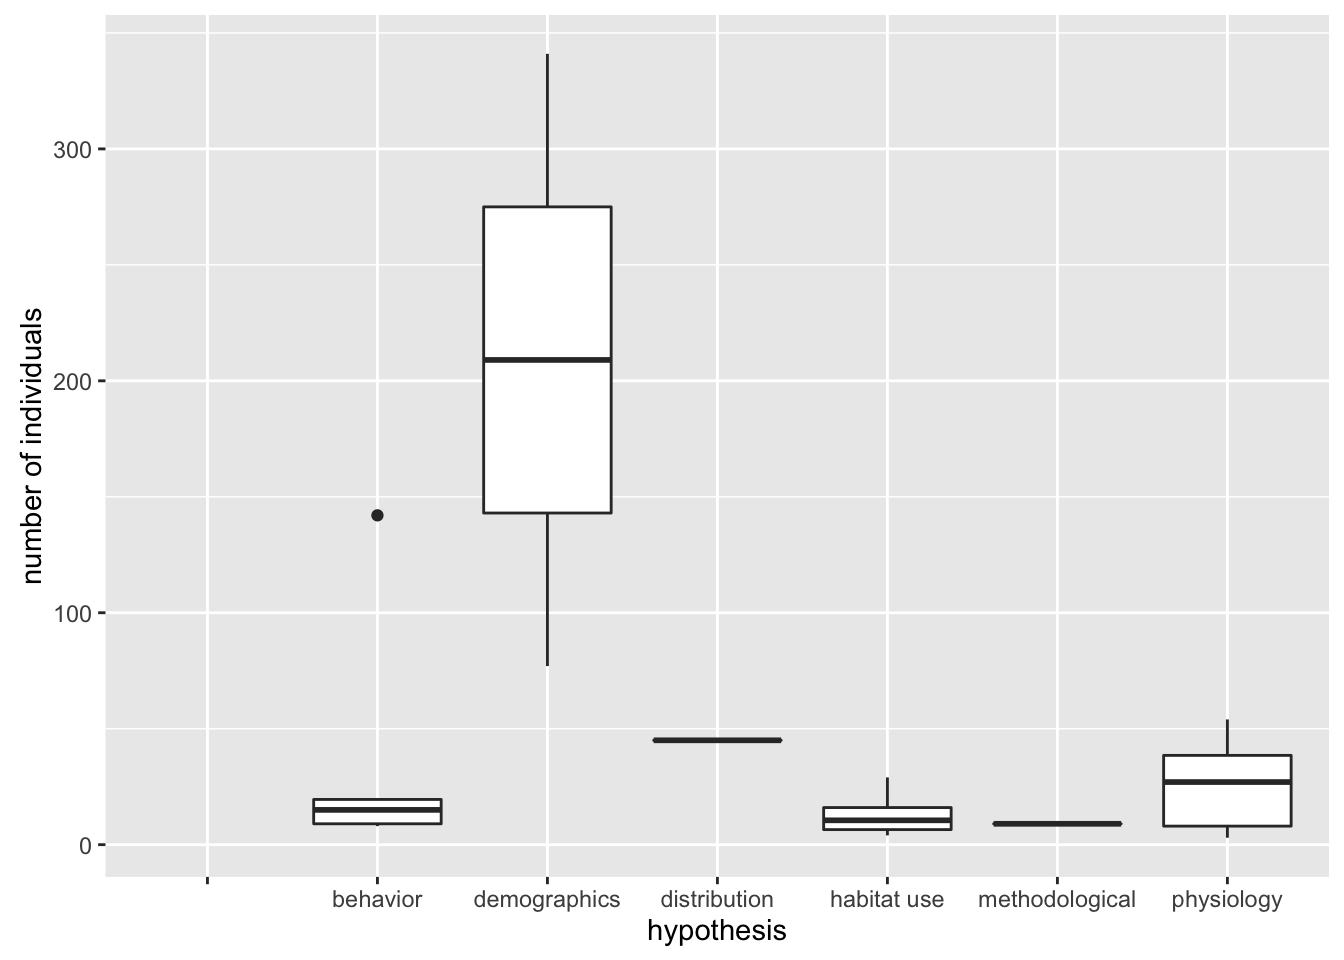 number of individuals
300
200
100
0
behavior
demographics
distribution
habitat use
methodological
physiology
hypothesis